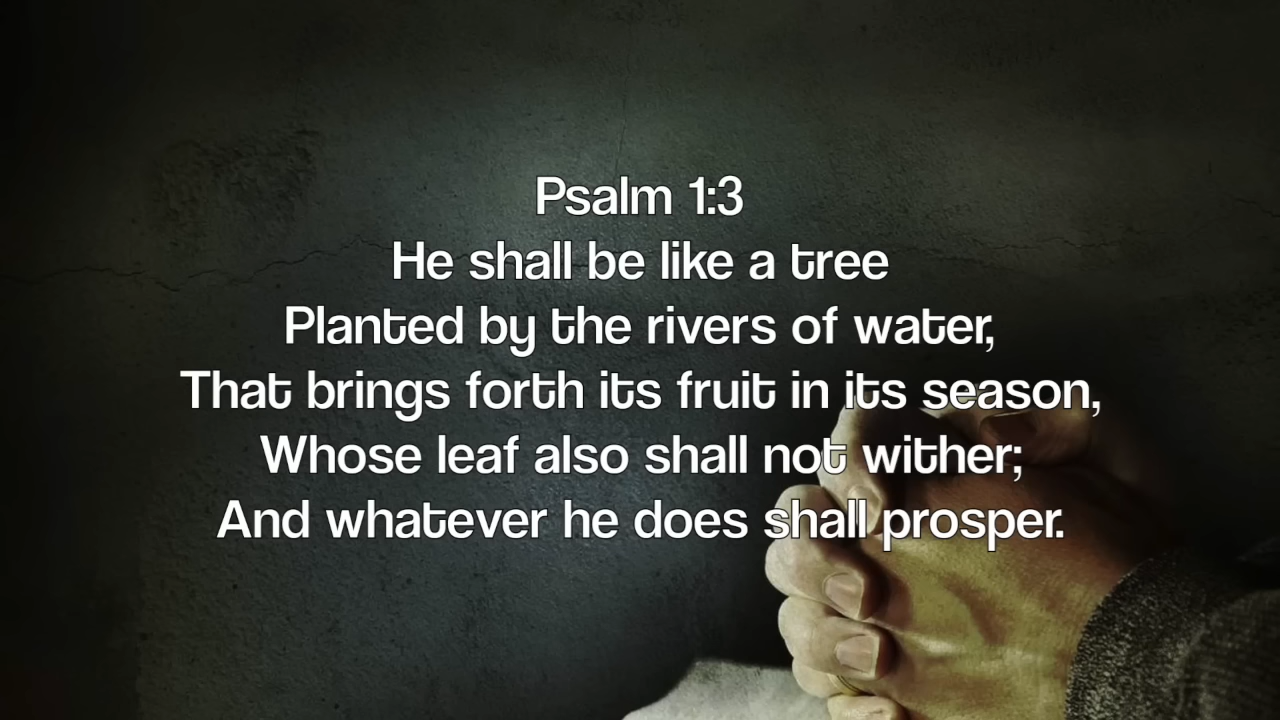 Psalm 1:3
He shall be like a tree
Planted by the rivers of water,
That brings forth its fruit in its season,
Whose leaf also shall not wither;
And whatever he does shall prosper.